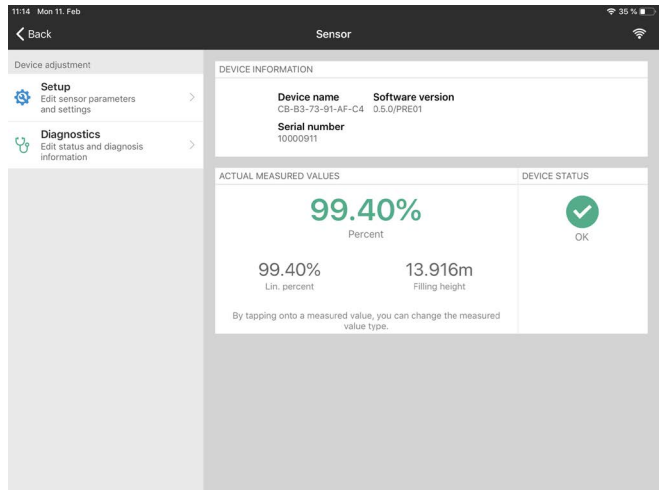 11:14 Mon 11. Feb
35 %
Back
Sensor
Device adjustment
Setup
Edit sensor parameters
and settings
Diagnostics
Edit status and diagnosis
information
DEVICE INFORMATION
Device name Software version
CB-B3-73-91-AF-C4 0.5.0/PRE01
Serial number
10000911
ACTUAL MEASURED VALUES
DEVICE STATUS
99.40%
Percent
OK
99.40% 13.916m
Lin. percent Filling height
By tapping onto a measured value, you can change the measured
value type.